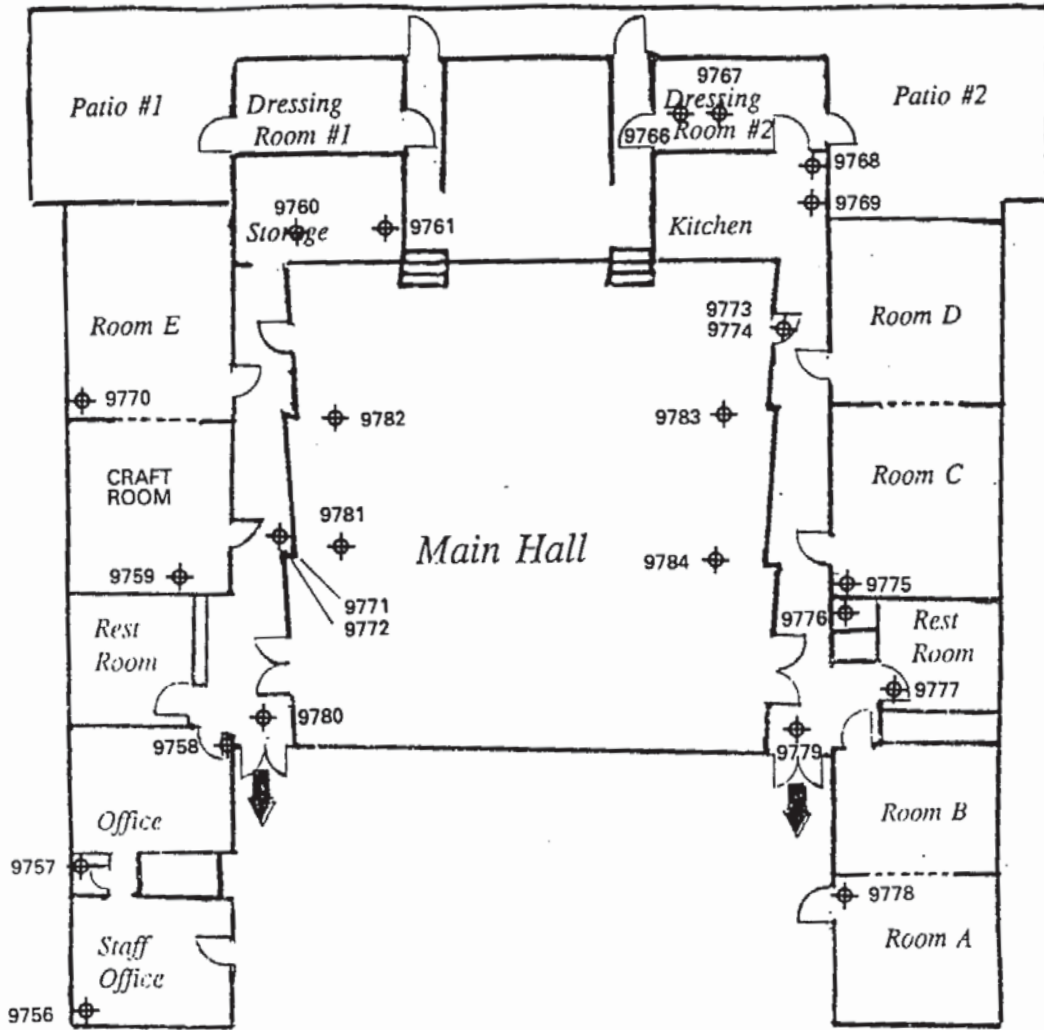 9767
Patio #1
Dressing
Room #1
Dressing
Room #2
Patio #2
9766
9768
9760
9761
Storage
Kitchen
9769
Room E
9773
9774
Room D
9770
9782
9783
CRAFT
ROOM
Room C
9781
Main Hall
9784
9759
9775
9771
9772
9776
Rest
Room
Rest
Room
9777
9780
9758
9779
Office
Room B
9757
9778
Staff
Office
Room A
9756